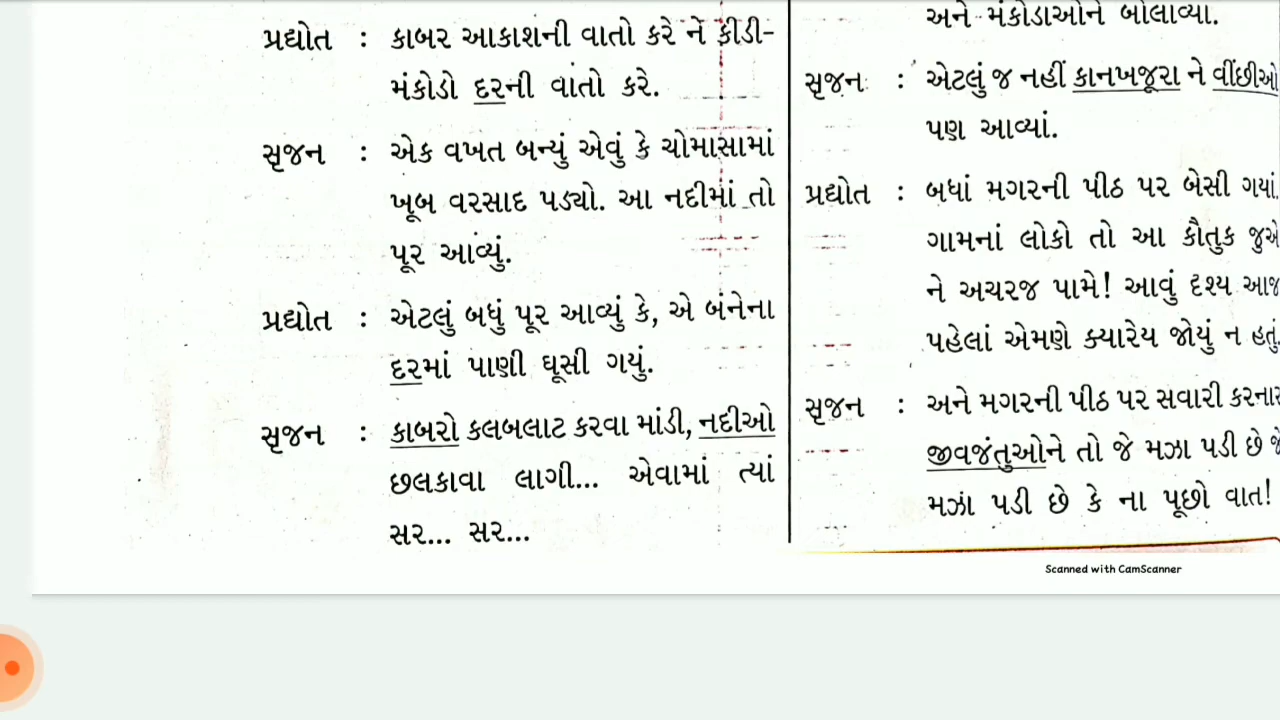 પ્રદ્યોત : કાબર આકાશની વાતો કરે ને કીડી-
મંકોડો દરની વાતો કરે.
સૃજન : એક વખત બન્યું એવું કે ચોમાસામાં
ખૂબ વરસાદ પડ્યો. આ નદીમાં તો
પૂર આવ્યું.
પ્રદ્યોત : એટલું બધું પૂર આવ્યું કે, એ બંનેના
દરમાં પાણી ઘૂસી ગયું.
સૃજન : કાબરો કલબલાટ કરવા માંડી, નદીઓ
છલકાવા લાગી... એવામાં ત્યાં
સર... સર...
અને મંકોડાઓને બોલાવ્યા.
સૃજન : એટલું જ નહીં કાનખજૂરા ને વીંછીઓ
પણ આવ્યાં.
પ્રદ્યોત : બધાં મગરની પીઠ પર બેસી ગયાં.
ગામનાં લોકો તો આ કૌતુક જુએ
ને અચરજ પામે! આવું દૃશ્ય આજ
પહેલાં એમણે ક્યારેય જોયું ન હતું.
સૃજન : અને મગરની પીઠ પર સવારી કરનાર
જીવજંતુઓને તો જે મઝા પડી છે જે
મઝા પડી છે કે ના પૂછો વાત!
Scanned with CamScanner